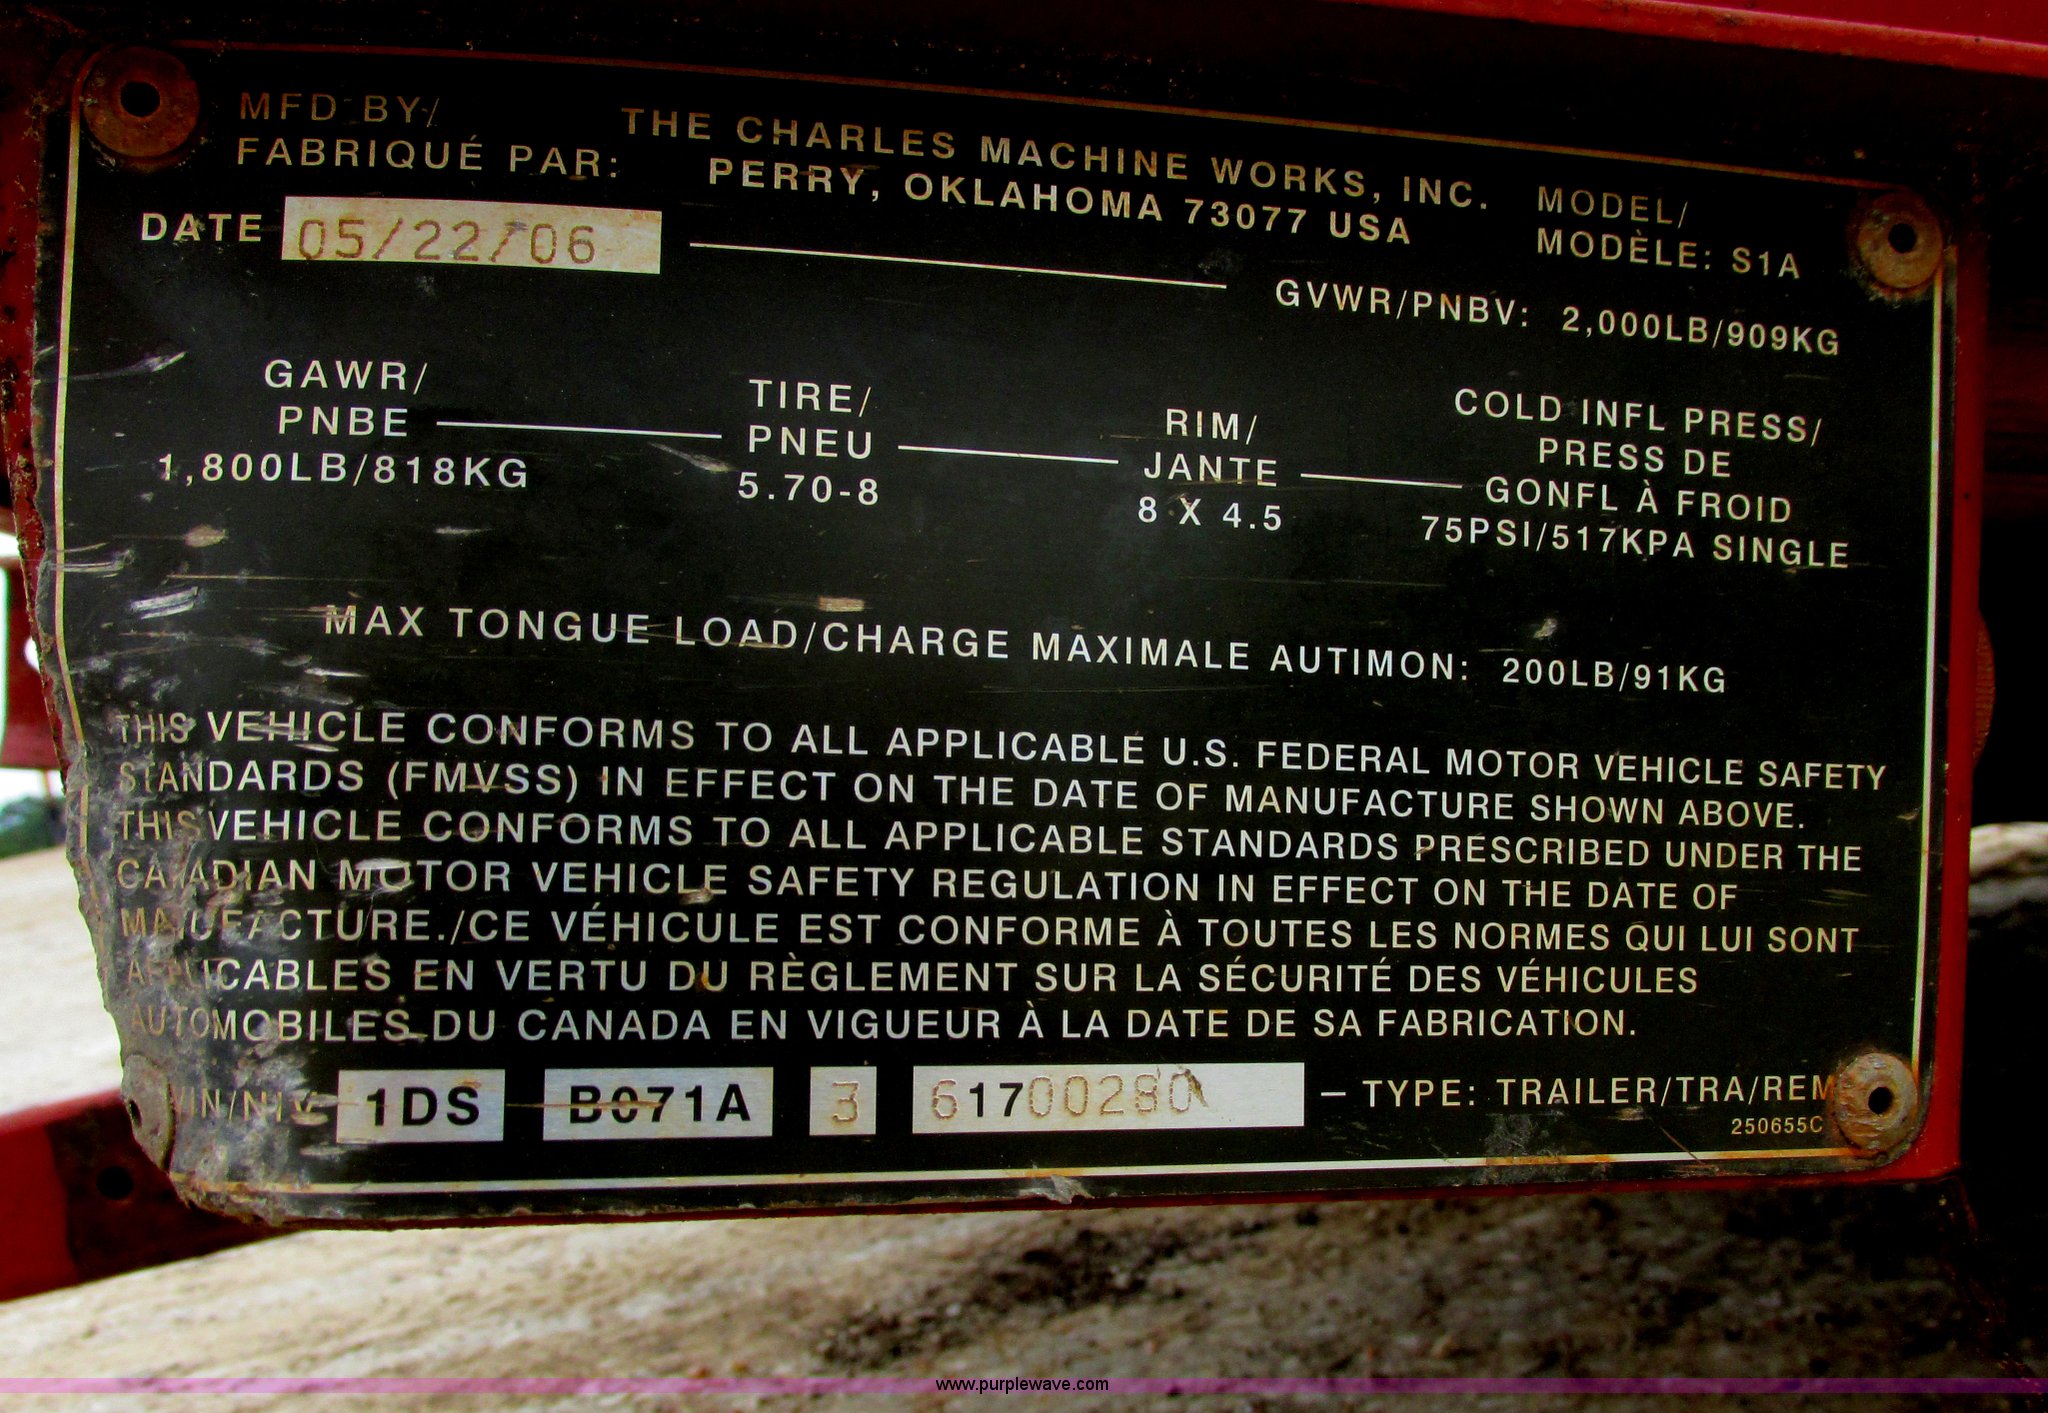 MFD BY/
FABRIQUÉ PAR:
THE CHARLES MACHINE WORKS, INC.
PERRY, OKLAHOMA 73077 USA
MODEL/
MODÈLE: S1A
DATE 05/22/06
GVWR/PNBV: 2,000LB/909KG
GAWR/
PNBE
1,800LB/818KG
TIRE/
PNEU
5.70-8
RIM/
JANTE
8 X 4.5
COLD INFL PRESS/
PRESS DE
GONFL À FROID
75PSI/517KPA SINGLE
MAX TONGUE LOAD/CHARGE MAXIMALE AUTIMON: 200LB/91KG
THIS VEHICLE CONFORMS TO ALL APPLICABLE U.S. FEDERAL MOTOR VEHICLE SAFETY
STANDARDS (FMVSS) IN EFFECT ON THE DATE OF MANUFACTURE SHOWN ABOVE.
THIS VEHICLE CONFORMS TO ALL APPLICABLE STANDARDS PRESCRIBED UNDER THE
CANADIAN MOTOR VEHICLE SAFETY REGULATION IN EFFECT ON THE DATE OF
MANUFACTURE./CE VÉHICULE EST CONFORME À TOUTES LES NORMES QUI LUI SONT
APPLICABLES EN VERTU DU RÈGLEMENT SUR LA SÉCURITÉ DES VÉHICULES
AUTOMOBILES DU CANADA EN VIGUEUR À LA DATE DE SA FABRICATION.
VIN/NIV 1DS B071A 3 61700280 – TYPE: TRAILER/TRA/REM
250655C
www.purplewave.com